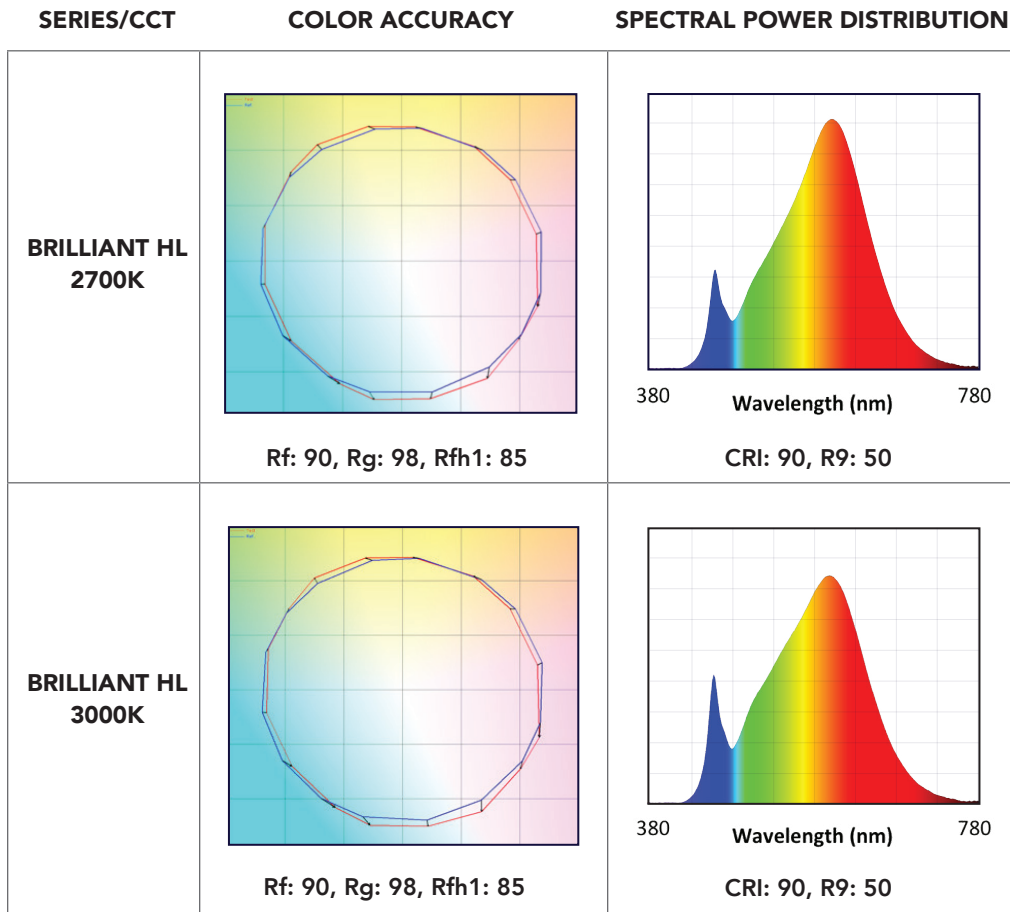 SERIES/CCT COLOR ACCURACY SPECTRAL POWER DISTRIBUTION
BRILLIANT HL
2700K
380 Wavelength (nm) 780
Rf: 90, Rg: 98, Rfh1: 85 CRI: 90, R9: 50
BRILLIANT HL
3000K
380 Wavelength (nm) 780
Rf: 90, Rg: 98, Rfh1: 85 CRI: 90, R9: 50